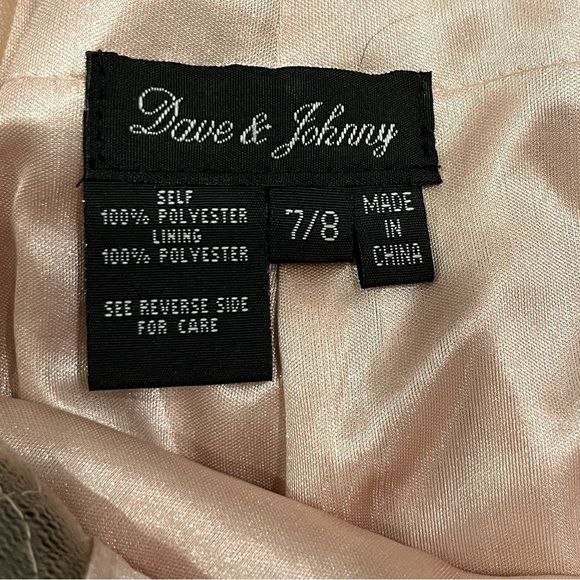 Dave & Johnny
SELF
100% POLYESTER
LINING
100% POLYESTER
SEE REVERSE SIDE
FOR CARE
7/8
MADE
IN
CHINA